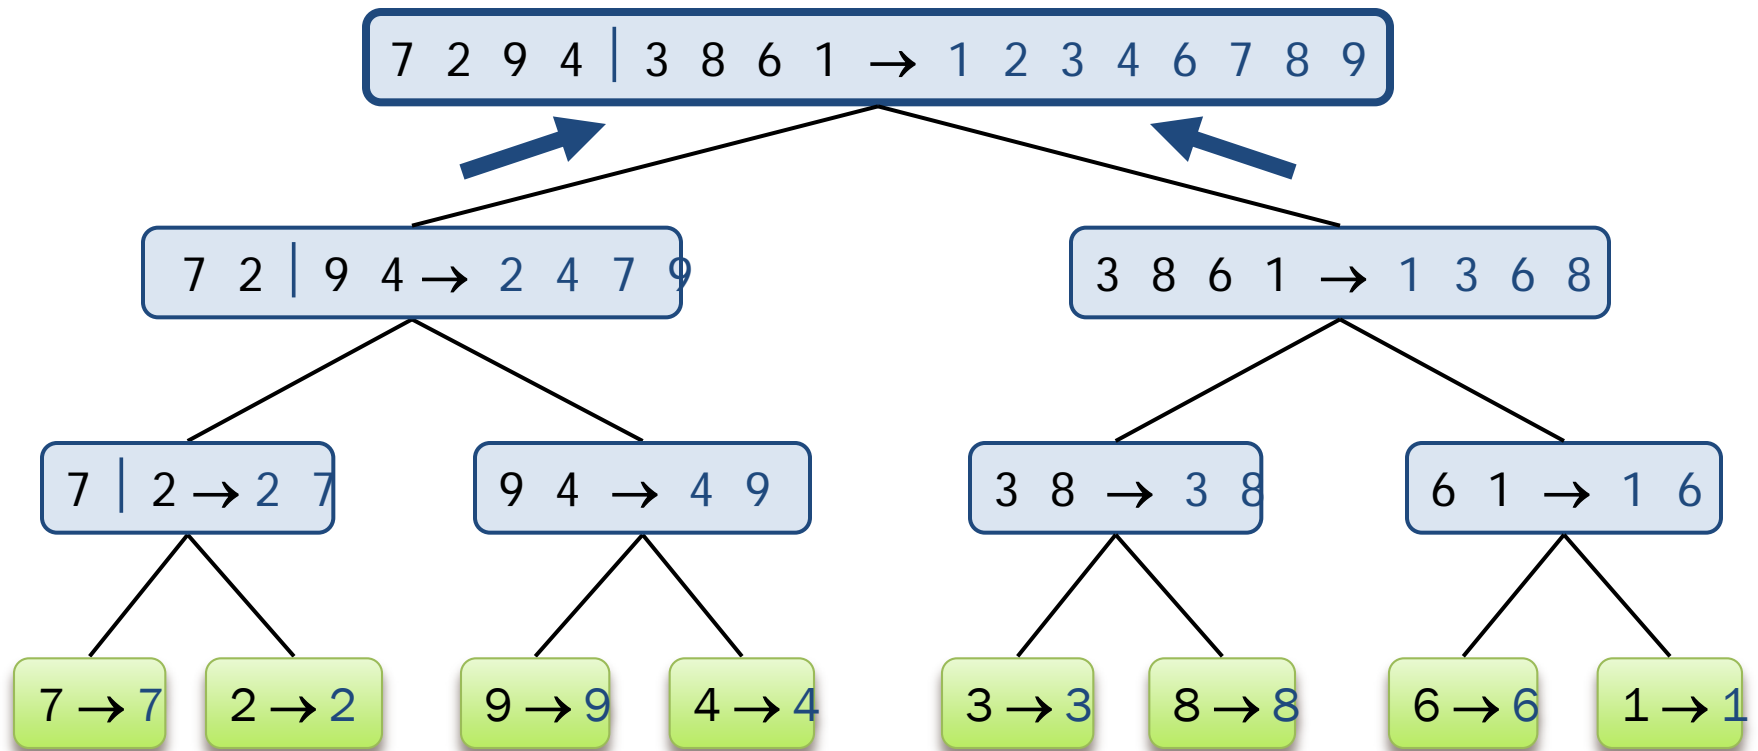 7 2 9 4 | 3 8 6 1 → 1 2 3 4 6 7 8 9
7 2 | 9 4 → 2 4 7 9
3 8 6 1 → 1 3 6 8
7 | 2 → 2 7
9 4 → 4 9
3 8 → 3 8
6 1 → 1 6
7 → 7
2 → 2
9 → 9
4 → 4
3 → 3
8 → 8
6 → 6
1 → 1